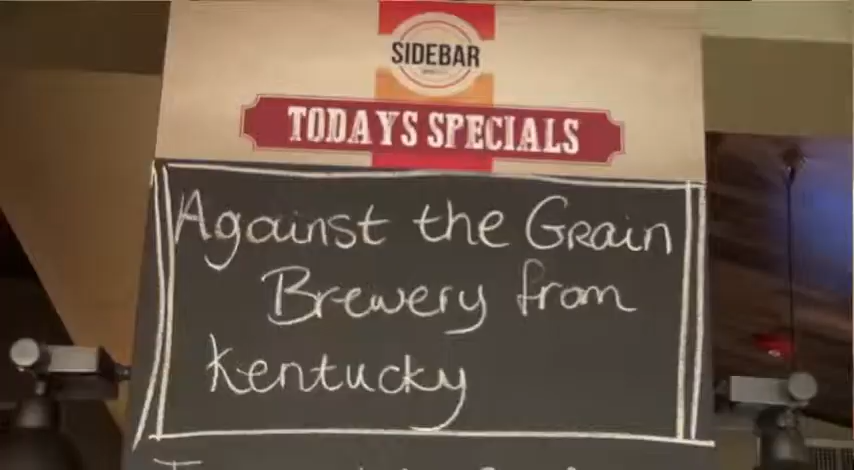 SIDEBAR
TODAYS SPECIALS
Against the Grain
Brewery from
Kentucky